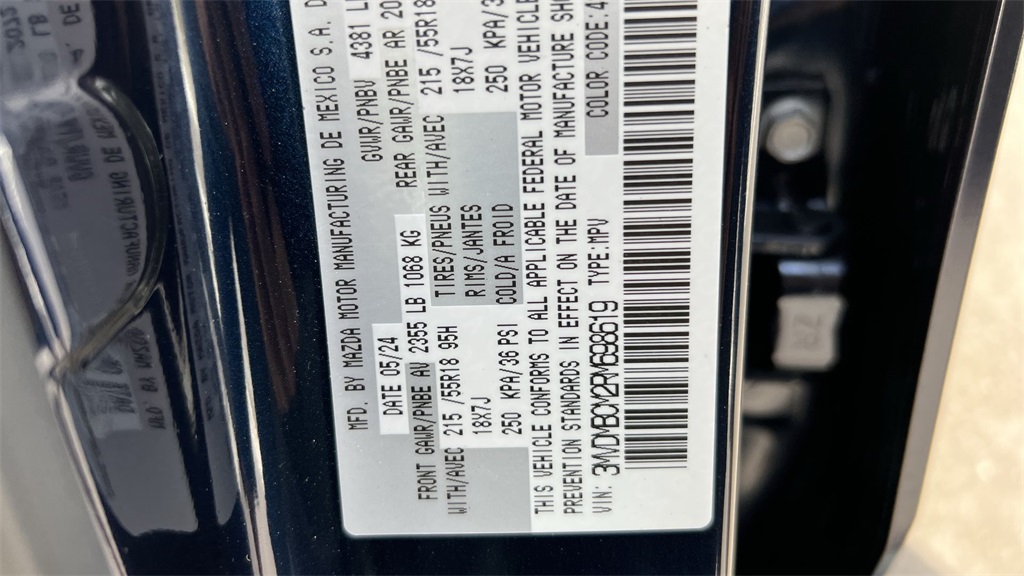 MFD. BY MAZDA MOTOR MANUFACTURING DE MEXICO S.A. D
DATE 05/24 GVWR/PNBV 4381 L
FRONT GAWR/PNBE AV 2355 LB 1068 KG REAR GAWR/PNBE AR 20
WITH/AVEC 215 /55R18 95H TIRES/PNEUS WITH/AVEC 215 /55R18
18X7J RIMS/JANTES 18X7J
250 KPA/36 PSI COLD/A FROID 250 KPA/3
THIS VEHICLE CONFORMS TO ALL APPLICABLE FEDERAL MOTOR VEHICLE
PREVENTION STANDARDS IN EFFECT ON THE DATE OF MANUFACTURE SHO
VIN: 3MVDMBCY2RM698619 TYPE:MPV COLOR CODE:4